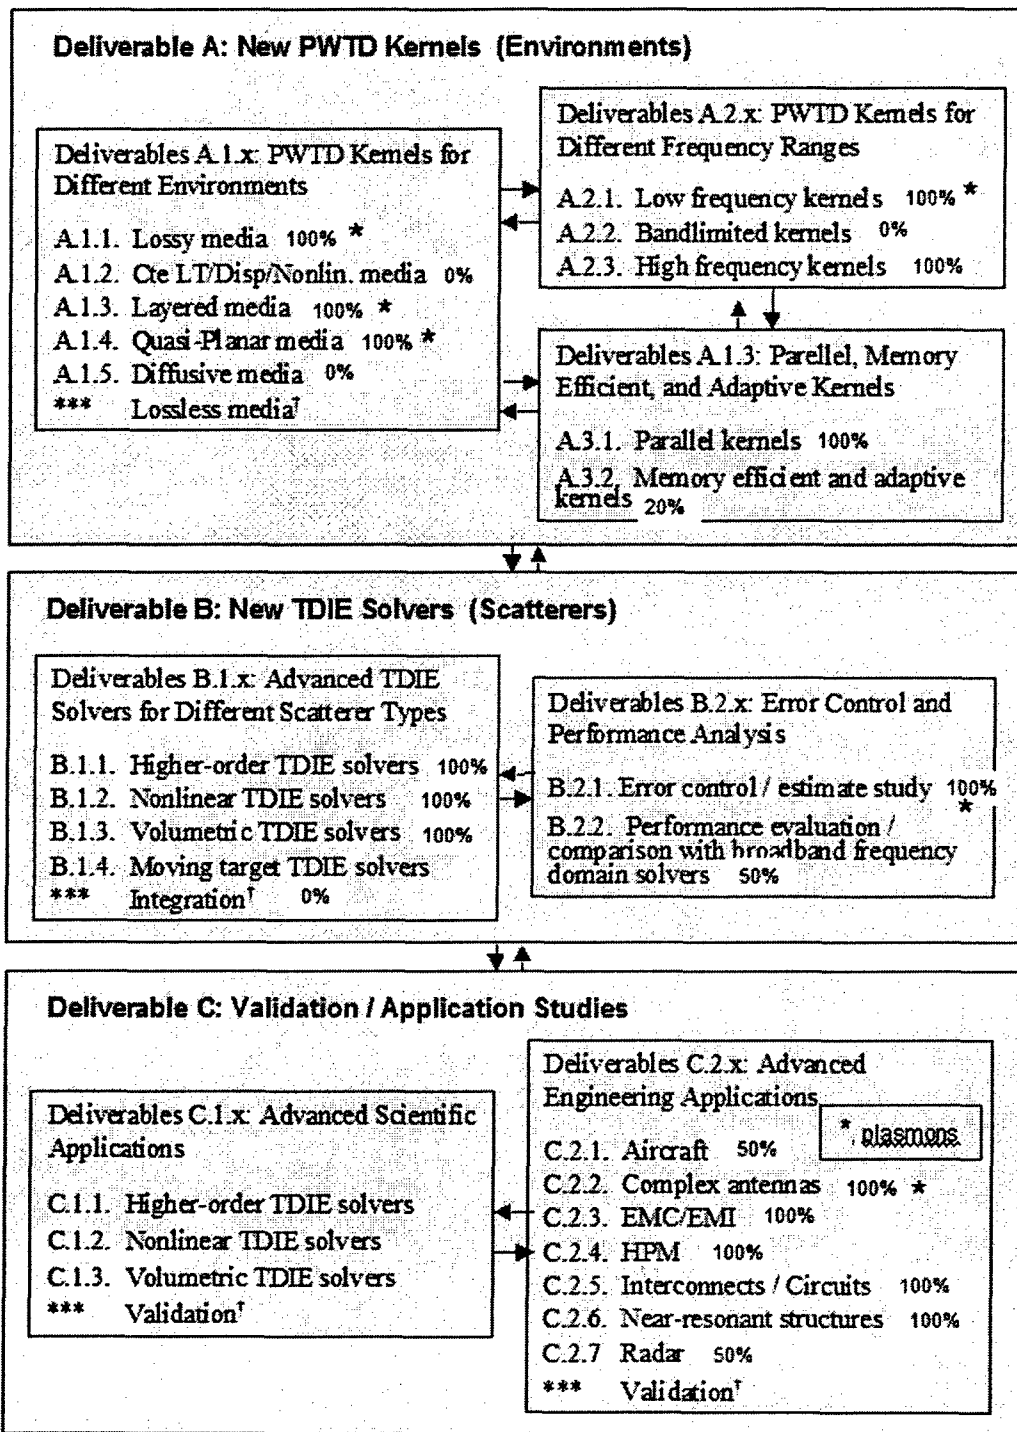 Deliverable A: New PWTD Kernels (Environments)
Deliverables A.1.x: PWTD Kernels for
Different Environments
A.1.1. Lossy media 100% *
A.1.2. Cte LT/Disp/Nonlin. media 0%
A.1.3. Layered media 100% *
A.1.4. Quasi-Planar media 100% *
A.1.5. Diffusive media 0%
*** Lossless media†
Deliverables A.2.x: PWTD Kernels for
Different Frequency Ranges
A.2.1. Low frequency kernels 100% *
A.2.2. Bandlimited kernels 0%
A.2.3. High frequency kernels 100%
Deliverables A.1.3: Parallel, Memory
Efficient, and Adaptive Kernels
A.3.1. Parallel kernels 100%
A.3.2. Memory efficient and adaptive
kernels 20%
Deliverable B: New TDIE Solvers (Scatterers)
Deliverables B.1.x: Advanced TDIE
Solvers for Different Scatterer Types
B.1.1. Higher-order TDIE solvers 100%
B.1.2. Nonlinear TDIE solvers 100%
B.1.3. Volumetric TDIE solvers 100%
B.1.4. Moving target TDIE solvers
*** Integration† 0%
Deliverables B.2.x: Error Control and
Performance Analysis
B.2.1. Error control / estimate study 100%
*
B.2.2. Performance evaluation /
comparison with broadband frequency
domain solvers 50%
Deliverable C: Validation / Application Studies
Deliverables C.1.x: Advanced Scientific
Applications
C.1.1. Higher-order TDIE solvers
C.1.2. Nonlinear TDIE solvers
C.1.3. Volumetric TDIE solvers
*** Validation†
Deliverables C.2.x: Advanced
Engineering Applications
*. plasmons
C.2.1. Aircraft 50%
C.2.2. Complex antennas 100% *
C.2.3. EMC/EMI 100%
C.2.4. HPM 100%
C.2.5. Interconnects / Circuits 100%
C.2.6. Near-resonant structures 100%
C.2.7 Radar 50%
*** Validation†